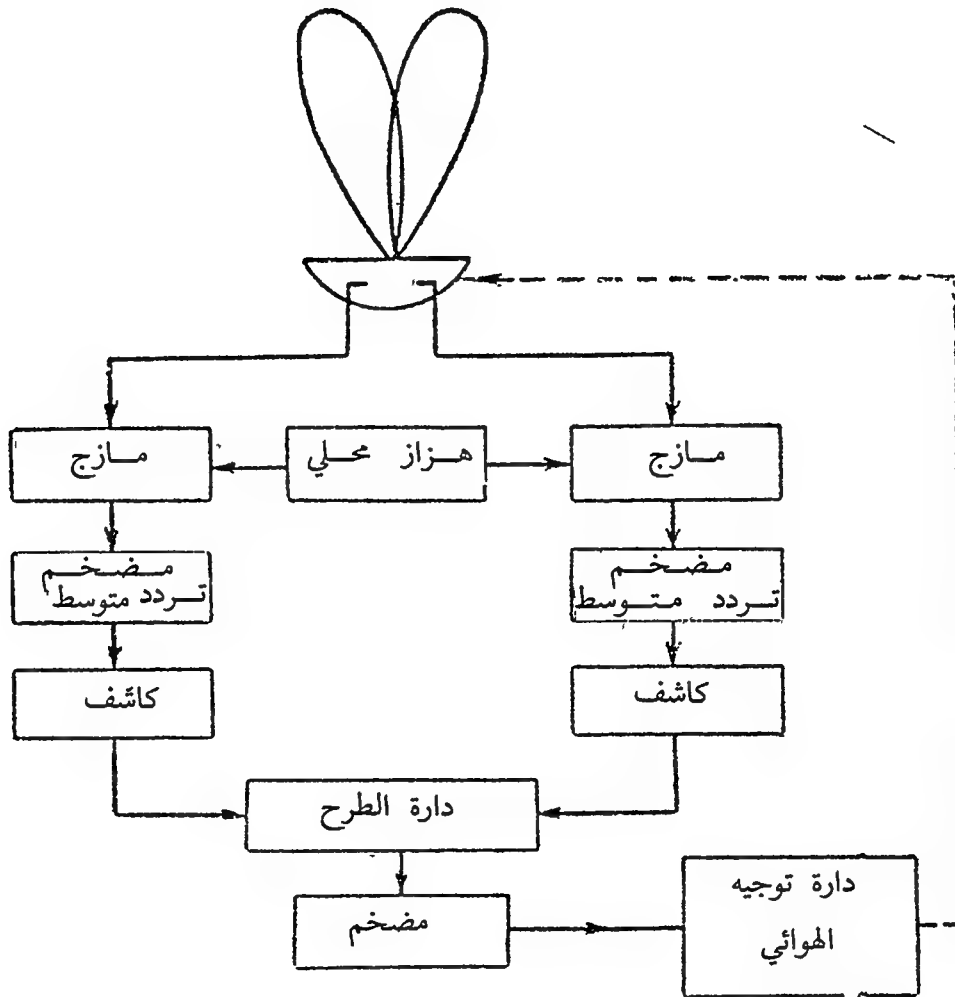 مازج
هزاز محلي
مازج
مضخم
تردد متوسط
مضخم
تردد متوسط
كاشف
كاشف
دارة الطرح
دارة توجيه
الهوائي
مضخم